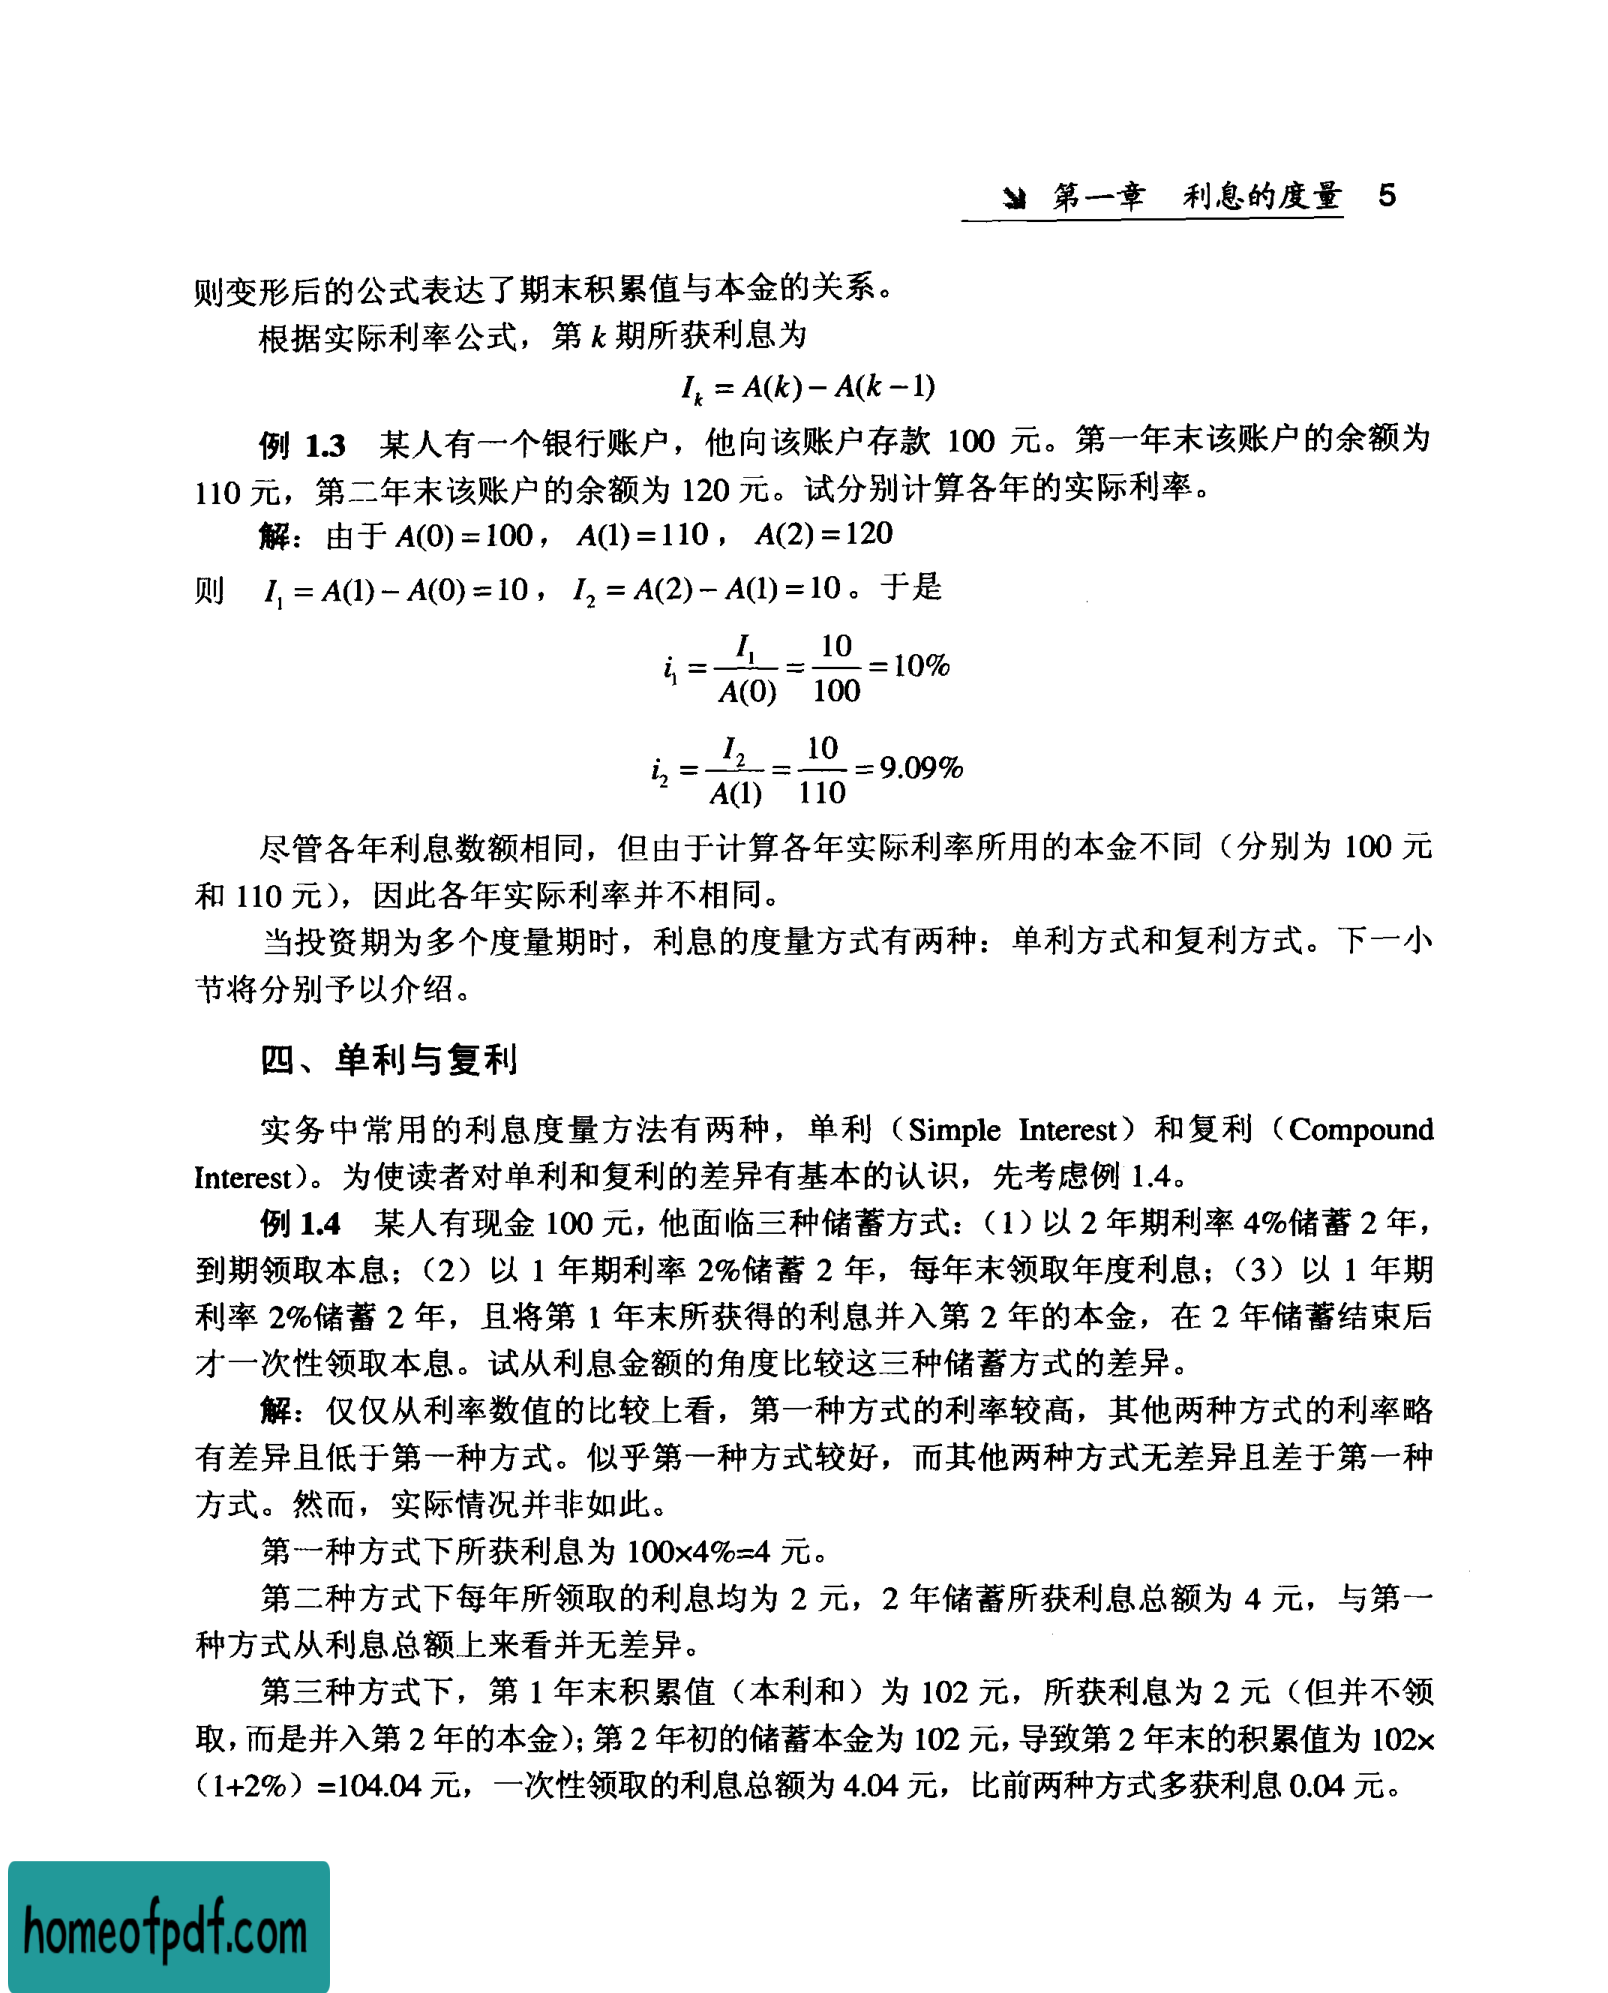 第一章 利息的度量 5
则变形后的公式表达了期末积累值与本金的关系。
根据实际利率公式，第 k 期所获利息为
I_k = A(k) − A(k − 1)
例 1.3 某人有一个银行账户，他向该账户存款 100 元。第一年末该账户的余额为
110 元，第二年末该账户的余额为 120 元。试分别计算各年的实际利率。
解：由于 A(0) = 100， A(1) = 110， A(2) = 120
则 I_1 = A(1) − A(0) = 10， I_2 = A(2) − A(1) = 10。于是
i_1 = I_1/A(0) = 10/100 = 10%
i_2 = I_2/A(1) = 10/110 = 9.09%
尽管各年利息数额相同，但由于计算各年实际利率所用的本金不同（分别为 100 元
和 110 元），因此各年实际利率并不相同。
当投资期为多个度量期时，利息的度量方式有两种：单利方式和复利方式。下一小
节将分别予以介绍。
四、单利与复利
实务中常用的利息度量方法有两种，单利（Simple Interest）和复利（Compound
Interest）。为使读者对单利和复利的差异有基本的认识，先考虑例 1.4。
例 1.4 某人有现金 100 元，他面临三种储蓄方式：（1）以 2 年期利率 4%储蓄 2 年，
到期领取本息；（2）以 1 年期利率 2%储蓄 2 年，每年末领取年度利息；（3）以 1 年期
利率 2%储蓄 2 年，且将第 1 年末所获得的利息并入第 2 年的本金，在 2 年储蓄结束后
才一次性领取本息。试从利息金额的角度比较这三种储蓄方式的差异。
解：仅仅从利率数值的比较上看，第一种方式的利率较高，其他两种方式的利率略
有差异且低于第一种方式。似乎第一种方式较好，而其他两种方式无差异且差于第一种
方式。然而，实际情况并非如此。
第一种方式下所获利息为 100×4%=4 元。
第二种方式下每年所领取的利息均为 2 元，2 年储蓄所获利息总额为 4 元，与第一
种方式从利息总额上来看并无差异。
第三种方式下，第 1 年末积累值（本利和）为 102 元，所获利息为 2 元（但并不领
取，而是并入第 2 年的本金）；第 2 年初的储蓄本金为 102 元，导致第 2 年末的积累值为 102×
（1+2%）=104.04 元，一次性领取的利息总额为 4.04 元，比前两种方式多获利息 0.04 元。
homeofpdf.com